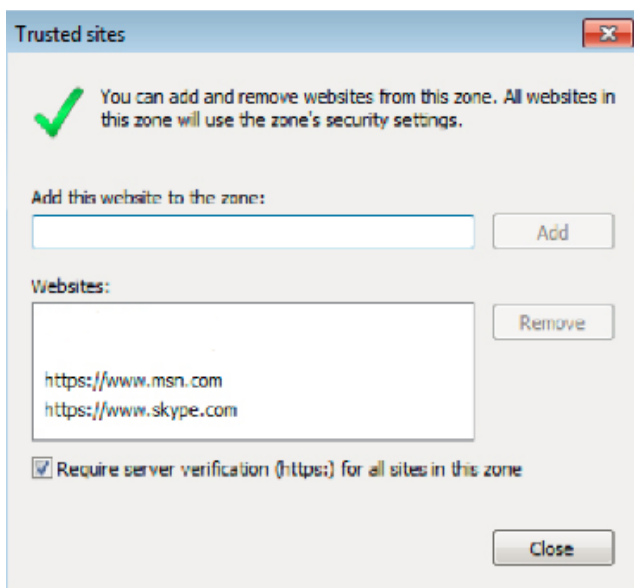 Trusted sites
You can add and remove websites from this zone. All websites in
this zone will use the zone's security settings.
Add this website to the zone:
Add
Websites:
Remove
https://www.msn.com
https://www.skype.com
Require server verification (https:) for all sites in this zone
Close